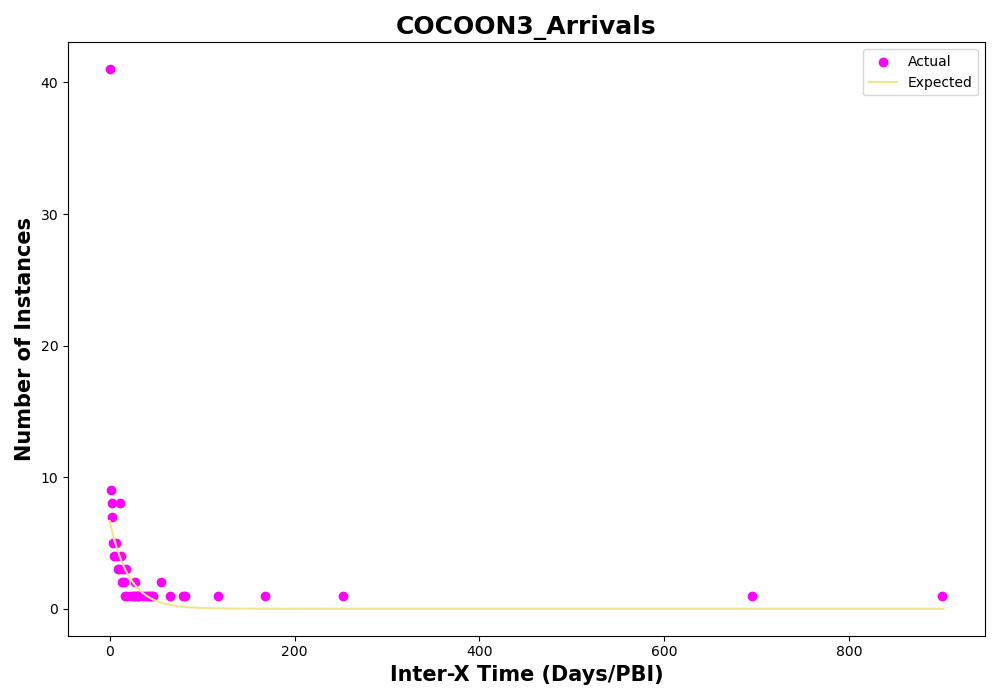 COCOON3_Arrivals
Actual
Expected
Number of Instances
40
30
20
10
0
0 200 400 600 800
Inter-X Time (Days/PBI)